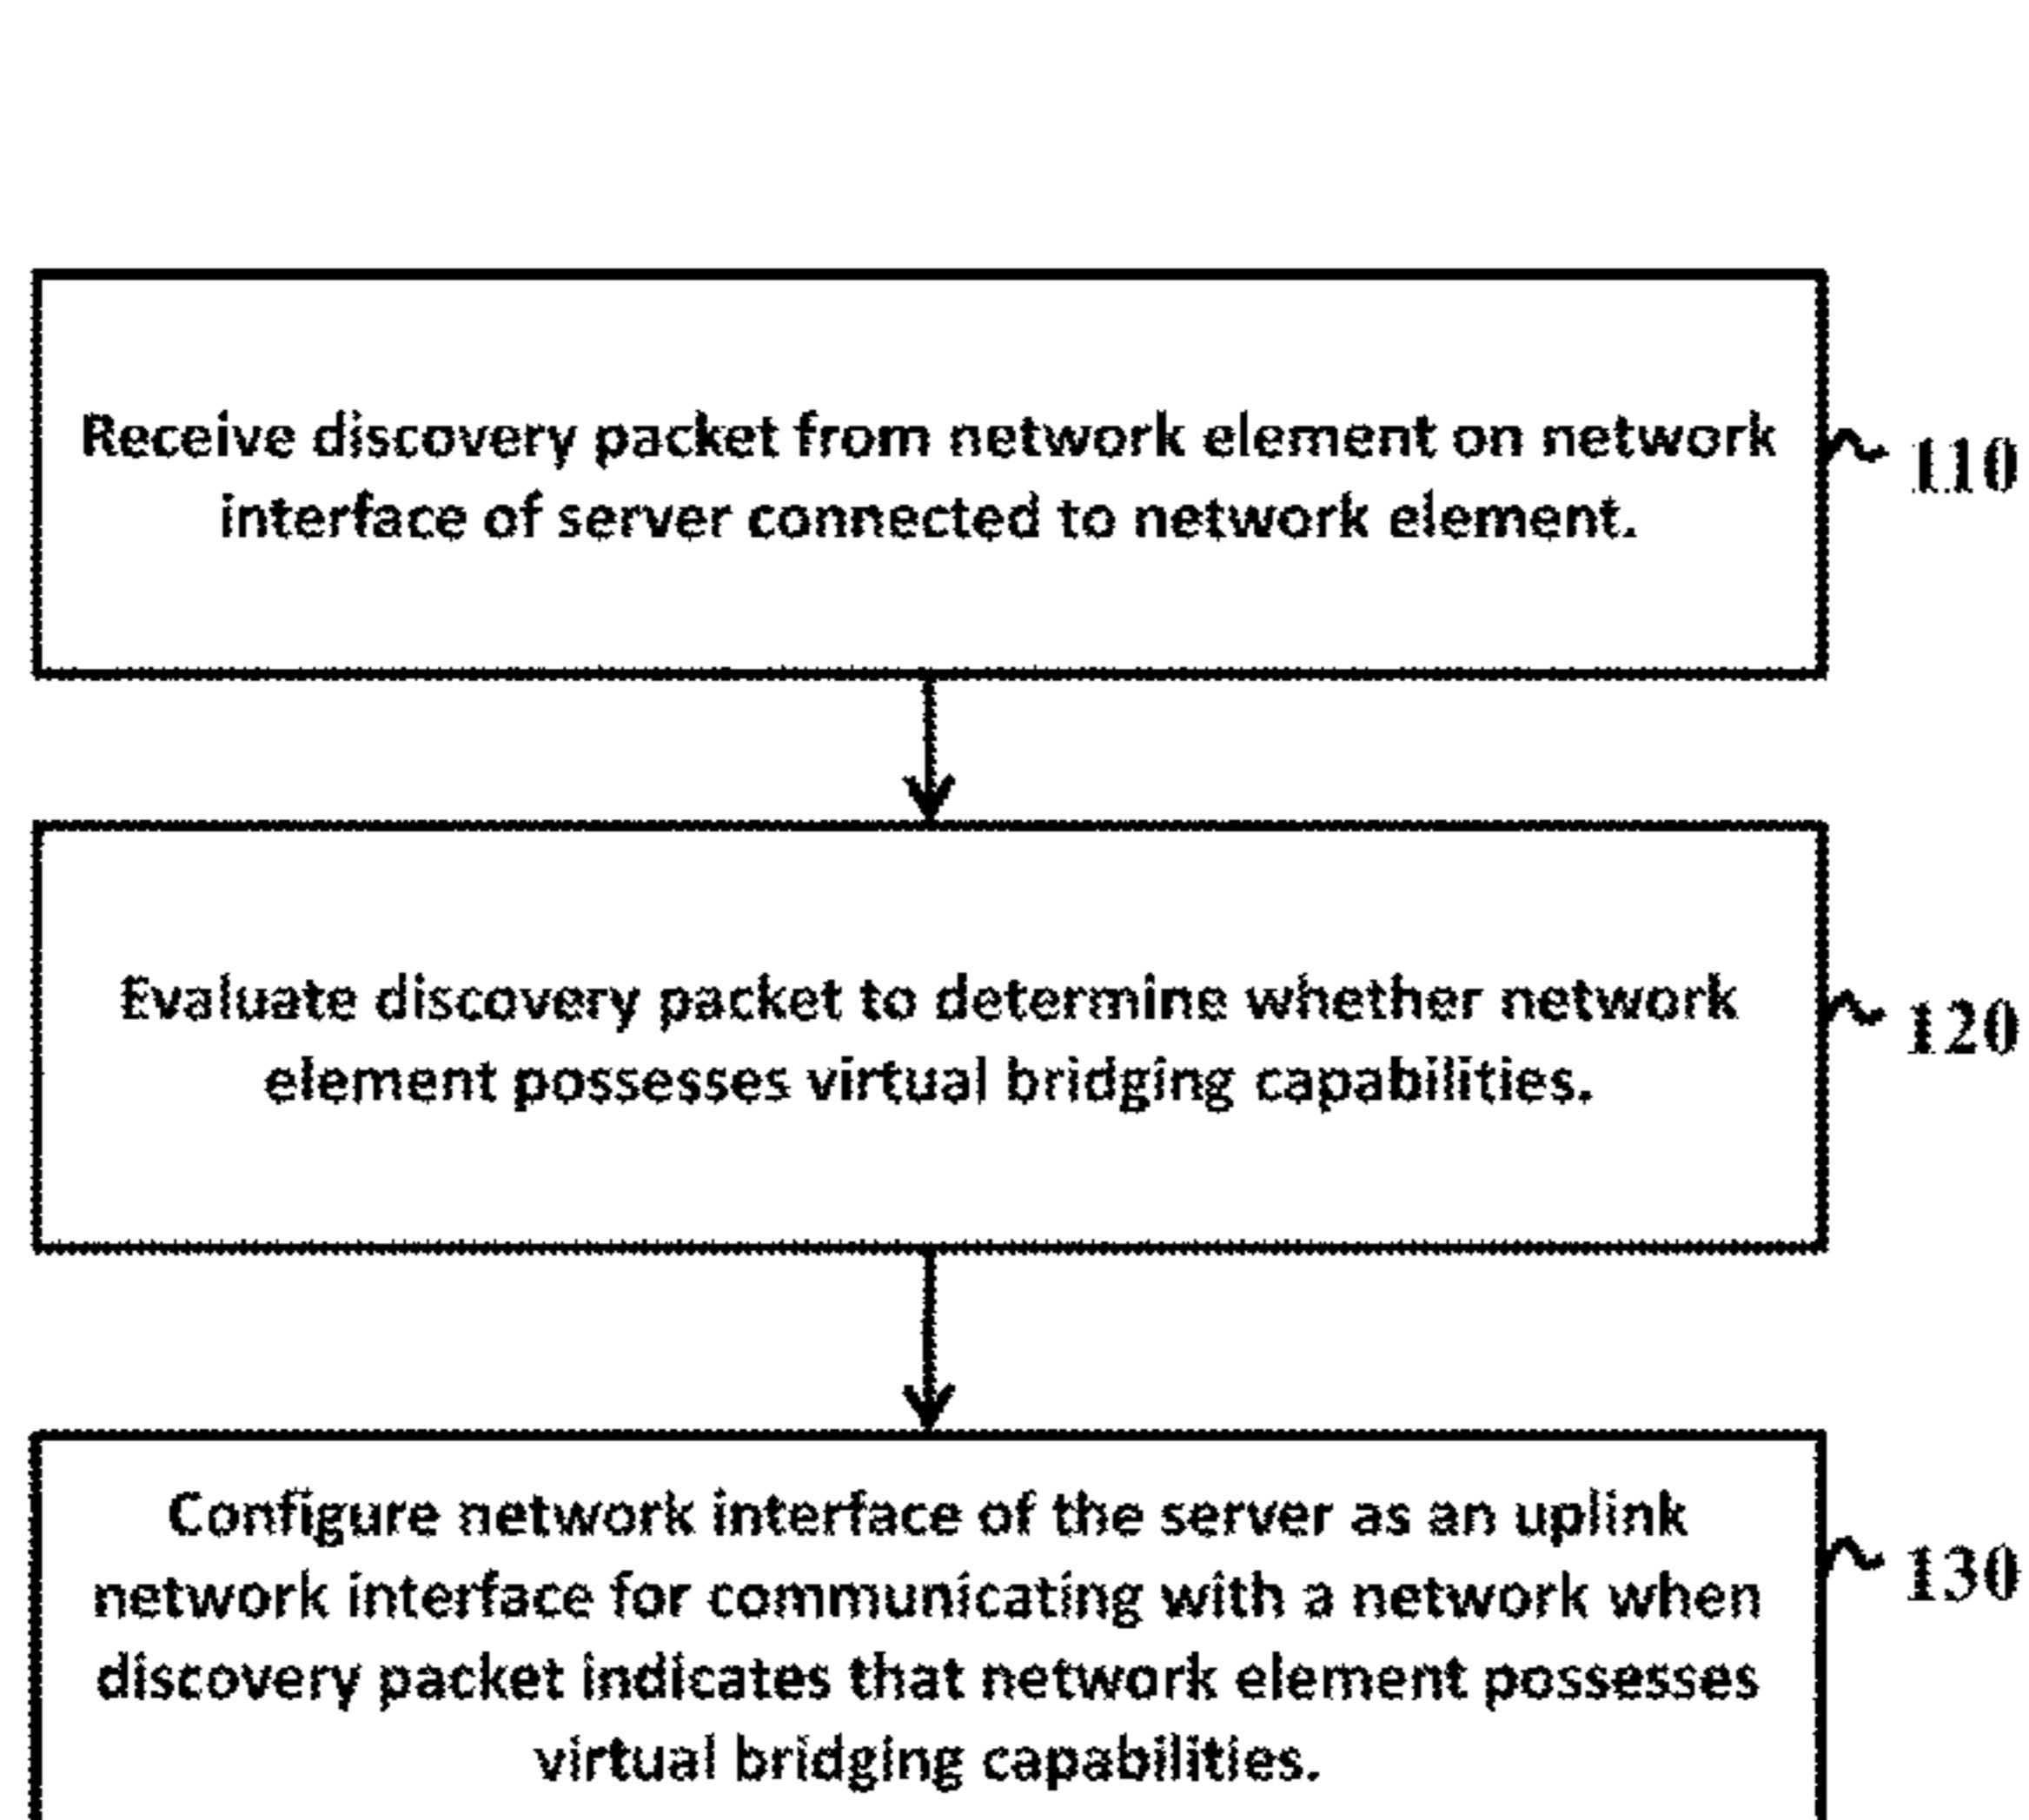 Receive discovery packet from network element on network
interface of server connected to network element.
110
Evaluate discovery packet to determine whether network
element possesses virtual bridging capabilities.
120
Configure network interface of the server as an uplink
network interface for communicating with a network when
discovery packet indicates that network element possesses
virtual bridging capabilities.
130